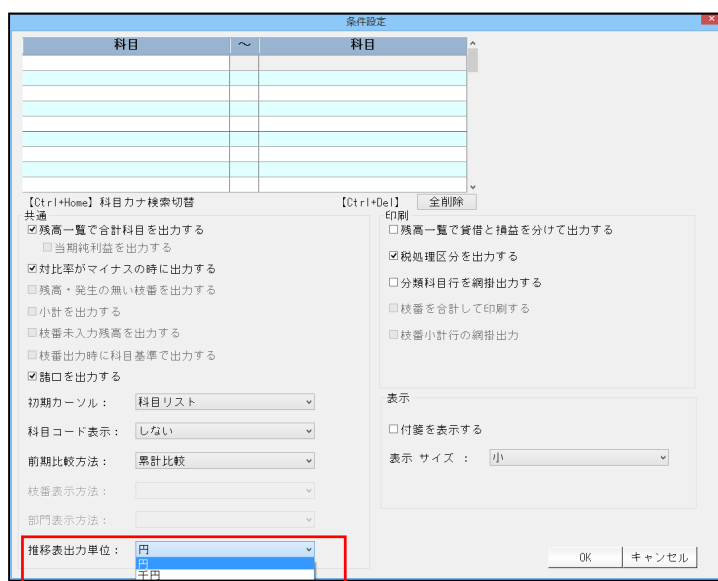 条件設定
科目 ～ 科目
【Ctrl+Home】科目カナ検索切替 【Ctrl+Del】 全削除
共通
残高一覧で合計科目を出力する
当期純利益を出力する
対比率がマイナスの時に出力する
残高・発生の無い枝番を出力する
小計を出力する
枝番未入力残高を出力する
枝番出力時に科目基準で出力する
諸口を出力する
初期カーソル： 科目リスト
科目コード表示： しない
前期比較方法： 累計比較
枝番表示方法：
部門表示方法：
推移表出力単位： 円
円
千円
印刷
残高一覧で貸借と損益を分けて出力する
税処理区分を出力する
分類科目行を網掛出力する
枝番を合計して印刷する
枝番小計行の網掛出力
表示
付箋を表示する
表示 サイズ ： 小
OK キャンセル